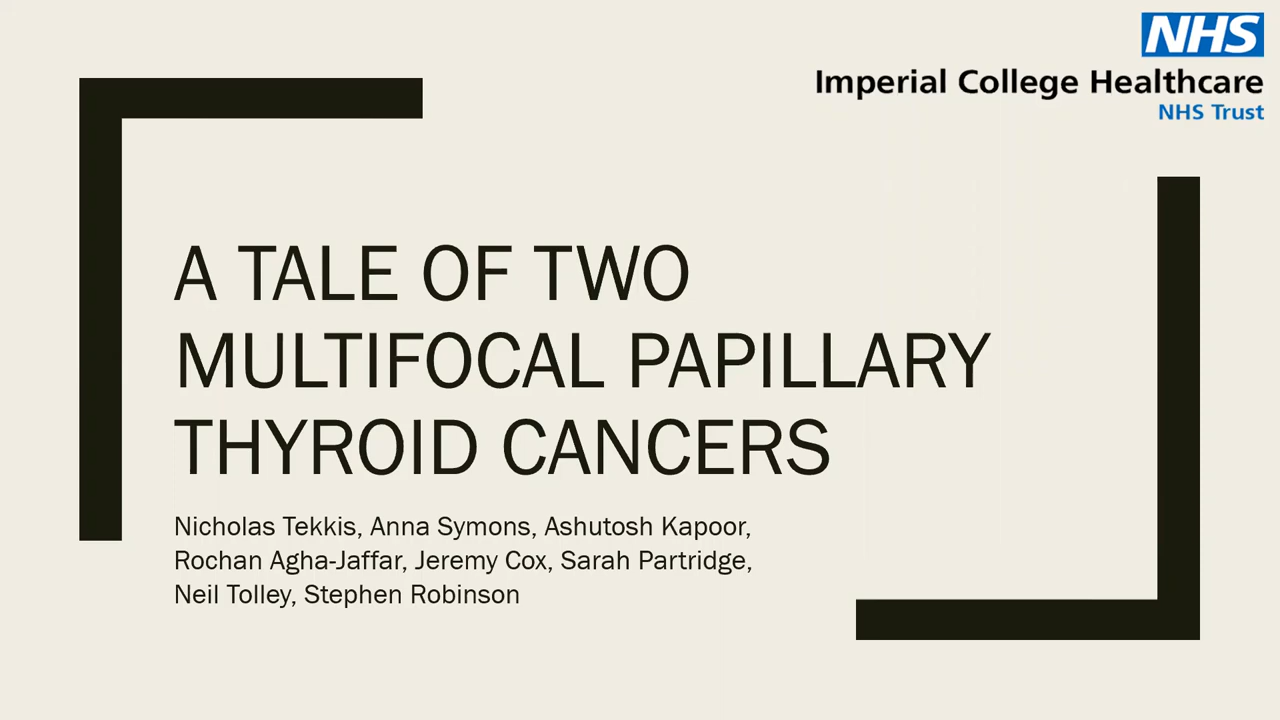 NHS
Imperial College Healthcare
NHS Trust
A TALE OF TWO
MULTIFOCAL PAPILLARY
THYROID CANCERS
Nicholas Tekkis, Anna Symons, Ashutosh Kapoor,
Rochan Agha-Jaffar, Jeremy Cox, Sarah Partridge,
Neil Tolley, Stephen Robinson